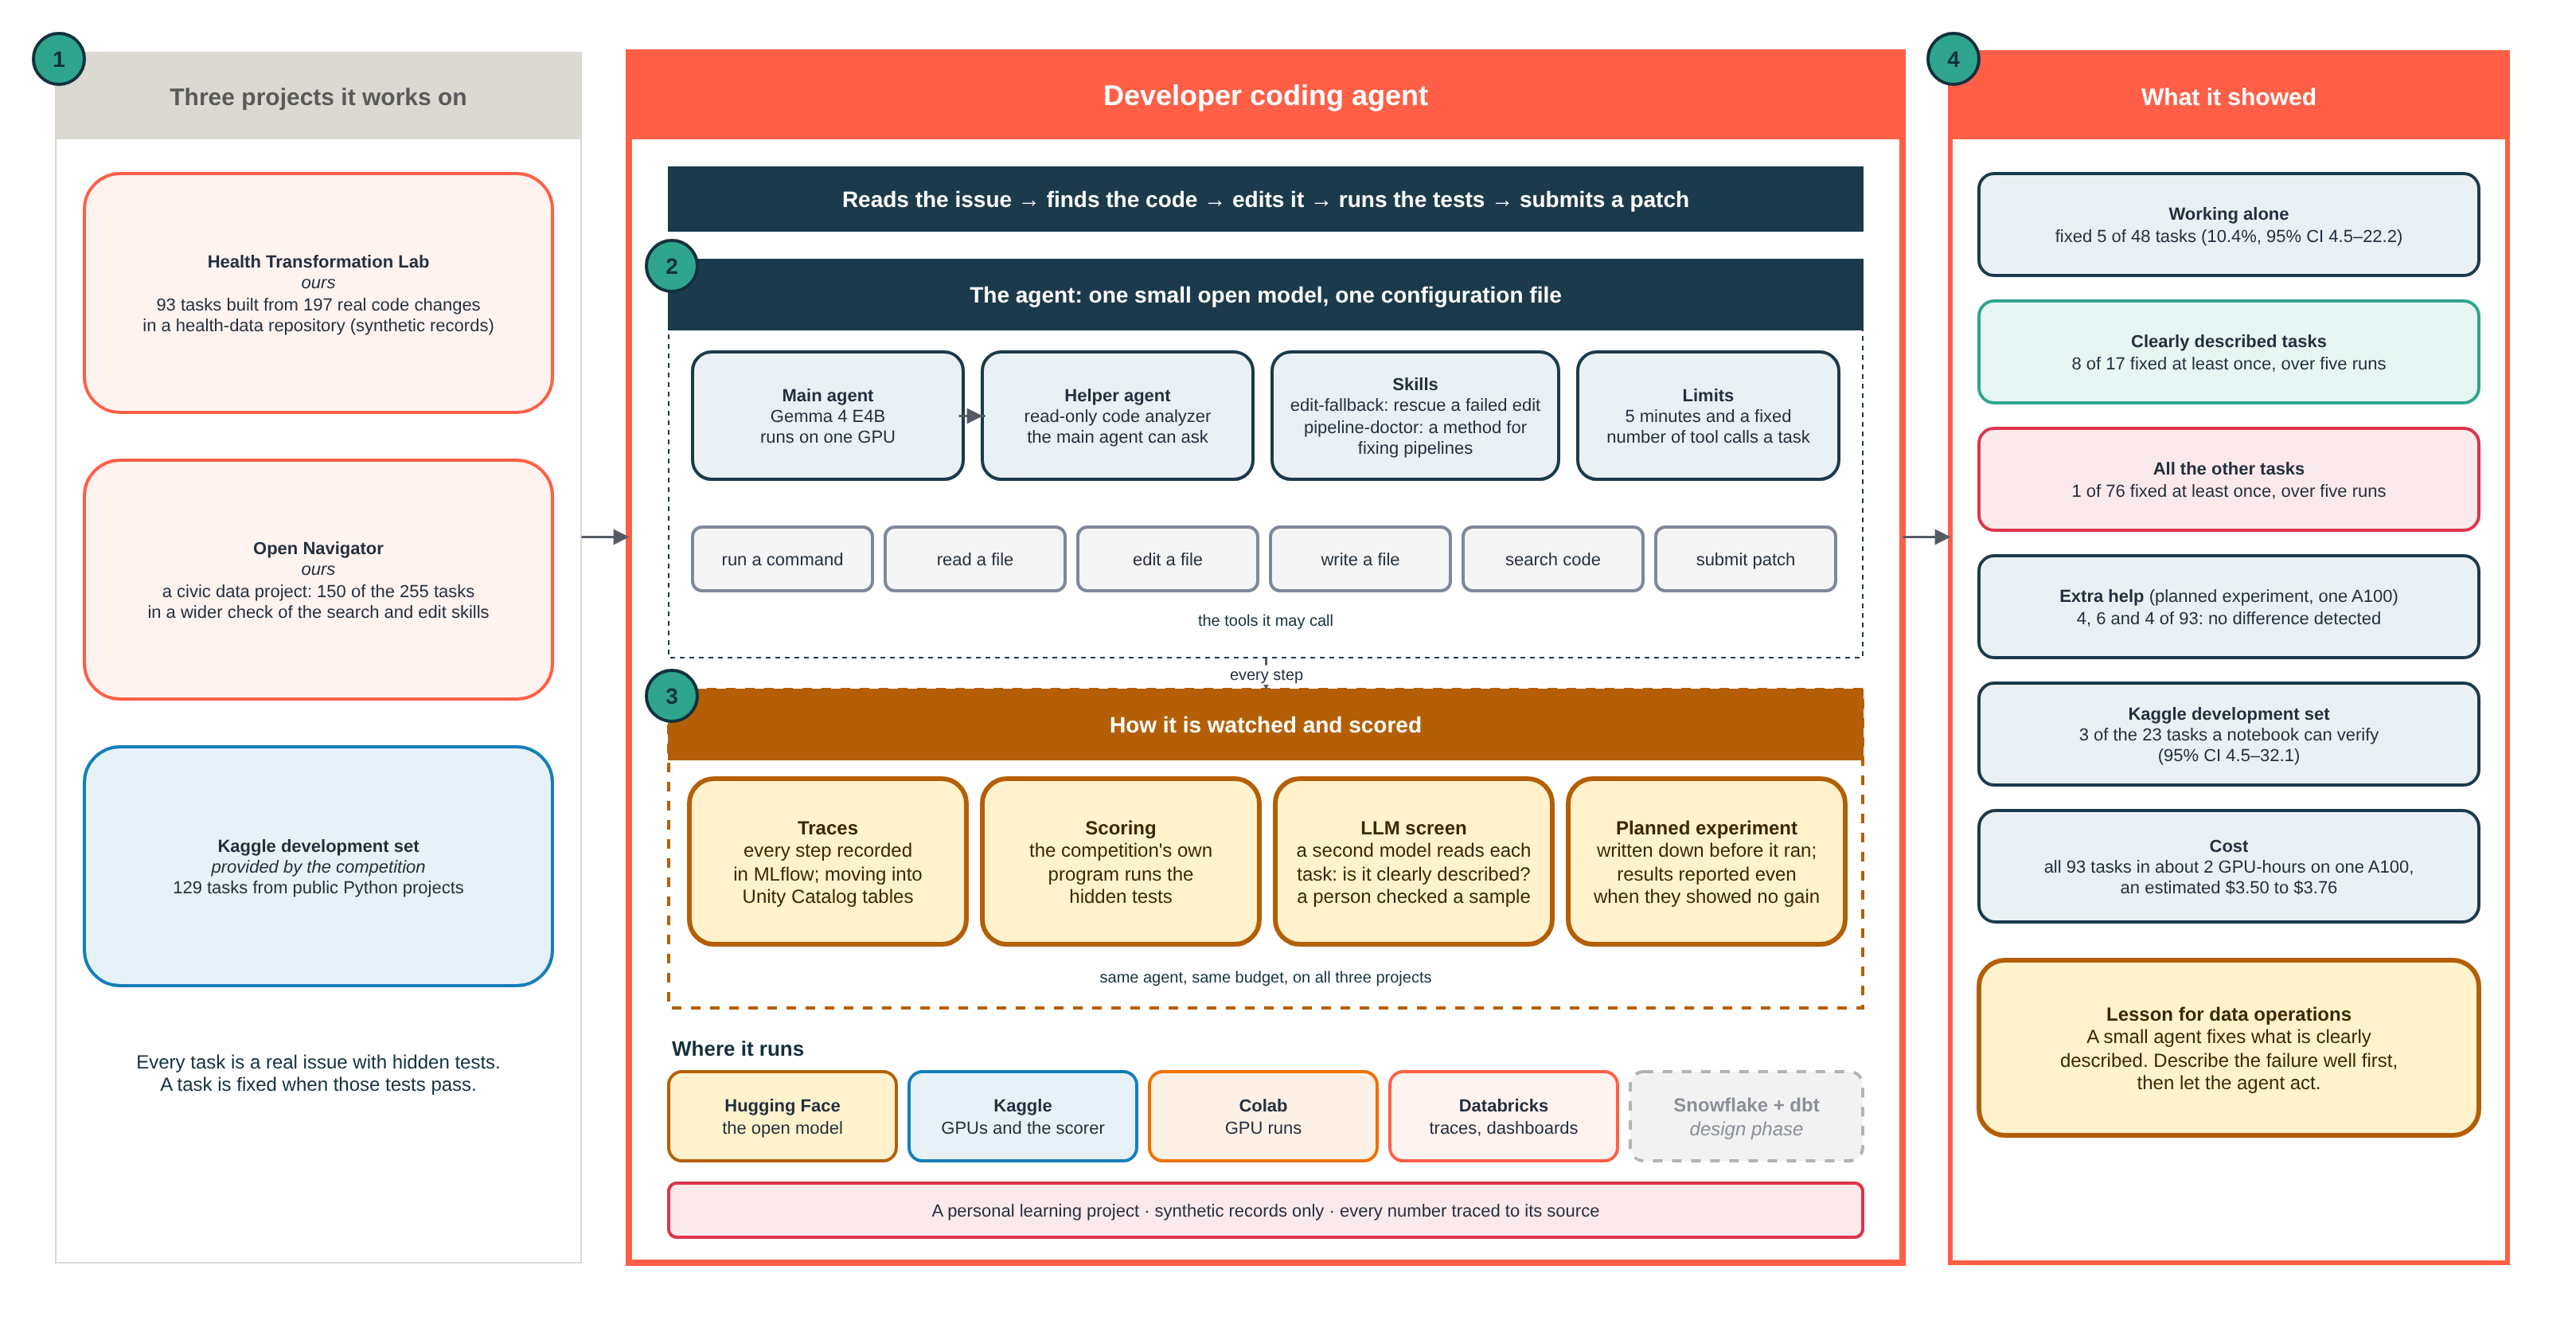 1
Three projects it works on
Health Transformation Lab
ours
93 tasks built from 197 real code changes
in a health-data repository (synthetic records)
Open Navigator
ours
a civic data project: 150 of the 255 tasks
in a wider check of the search and edit skills
Kaggle development set
provided by the competition
129 tasks from public Python projects
Every task is a real issue with hidden tests.
A task is fixed when those tests pass.
Developer coding agent
Reads the issue → finds the code → edits it → runs the tests → submits a patch
2
The agent: one small open model, one configuration file
Main agent
Gemma 4 E4B
runs on one GPU
Helper agent
read-only code analyzer
the main agent can ask
Skills
edit-fallback: rescue a failed edit
pipeline-doctor: a method for
fixing pipelines
Limits
5 minutes and a fixed
number of tool calls a task
run a command
read a file
edit a file
write a file
search code
submit patch
the tools it may call
every step
3
How it is watched and scored
Traces
every step recorded
in MLflow; moving into
Unity Catalog tables
Scoring
the competition's own
program runs the
hidden tests
LLM screen
a second model reads each
task: is it clearly described?
a person checked a sample
Planned experiment
written down before it ran;
results reported even
when they showed no gain
same agent, same budget, on all three projects
Where it runs
Hugging Face
the open model
Kaggle
GPUs and the scorer
Colab
GPU runs
Databricks
traces, dashboards
Snowflake + dbt
design phase
A personal learning project · synthetic records only · every number traced to its source
4
What it showed
Working alone
fixed 5 of 48 tasks (10.4%, 95% CI 4.5–22.2)
Clearly described tasks
8 of 17 fixed at least once, over five runs
All the other tasks
1 of 76 fixed at least once, over five runs
Extra help (planned experiment, one A100)
4, 6 and 4 of 93: no difference detected
Kaggle development set
3 of the 23 tasks a notebook can verify
(95% CI 4.5–32.1)
Cost
all 93 tasks in about 2 GPU-hours on one A100,
an estimated $3.50 to $3.76
Lesson for data operations
A small agent fixes what is clearly
described. Describe the failure well first,
then let the agent act.